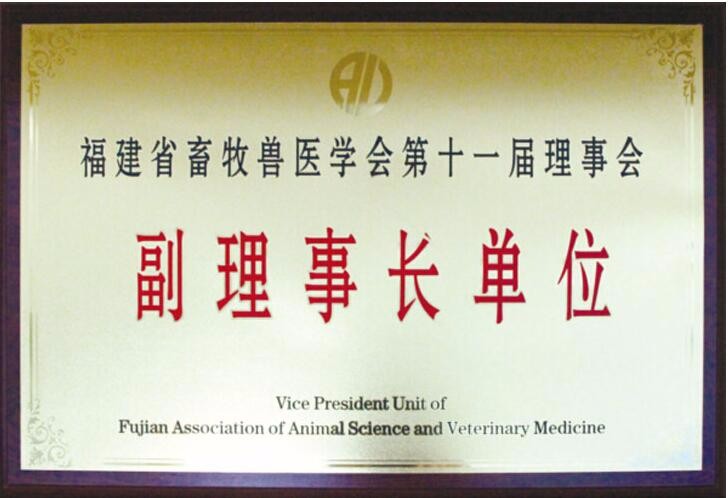 福建省畜牧兽医学会第十一届理事会
副理事长单位
Vice President Unit of
Fujian Association of Animal Science and Veterinary Medicine